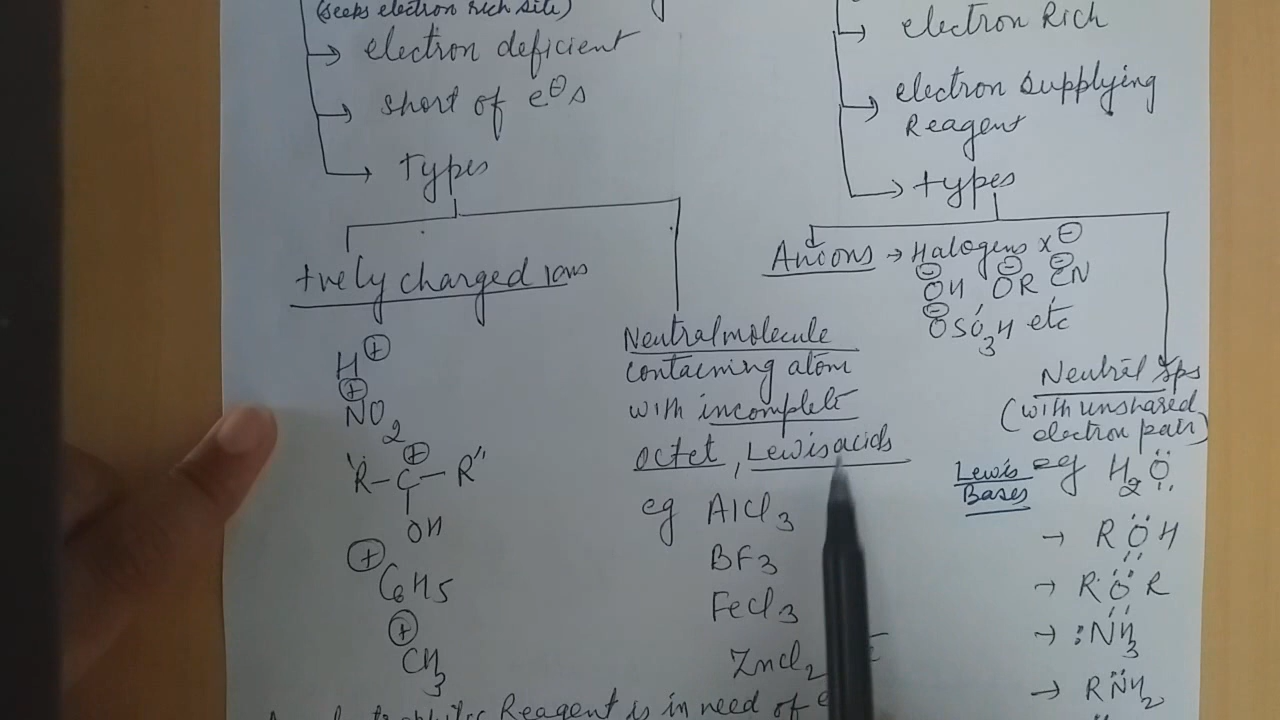 (seeks electron rich site)
→ electron deficient
→ short of e⊖s
→ Types
+vely charged ions
H⊕
⊕NO2
R'-C⊕-R''
OH
⊕C6H5
⊕CH3
Neutral molecule
containing atom
with incomplete
octet, Lewis acids
eg AlCl3
BF3
FeCl3
ZnCl2
Reagent is in need of e
→ electron Rich
→ electron supplying
Reagent
→ types
Anions → Halogens X⊖
⊖OH ⊖OR ⊖CN
⊖OSO3H etc
Neutral sps
(with unshared
electron pair)
Lewis
Bases
eg H2Ö:
→ RÖH
→ RÖR
→ :NH3
→ RN̈H2